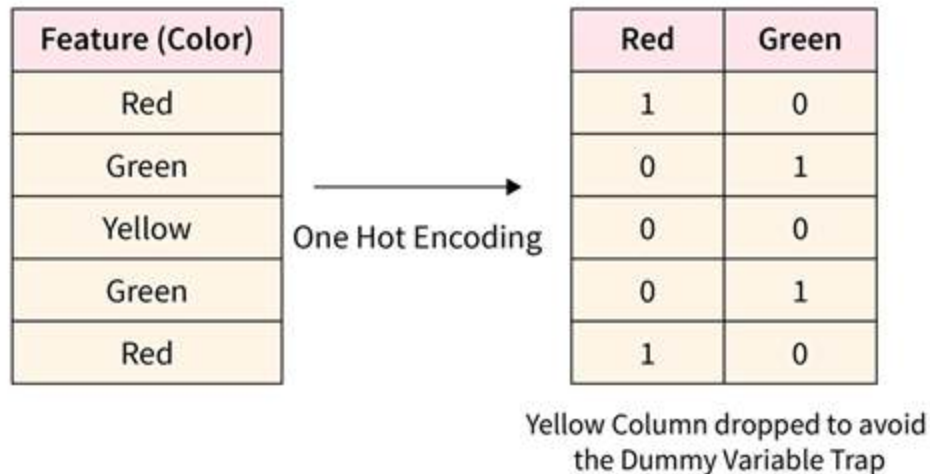 Feature (Color)
Red
Green
Yellow
Green
Red
One Hot Encoding
Red Green
1 0
0 1
0 0
0 1
1 0
Yellow Column dropped to avoid
the Dummy Variable Trap